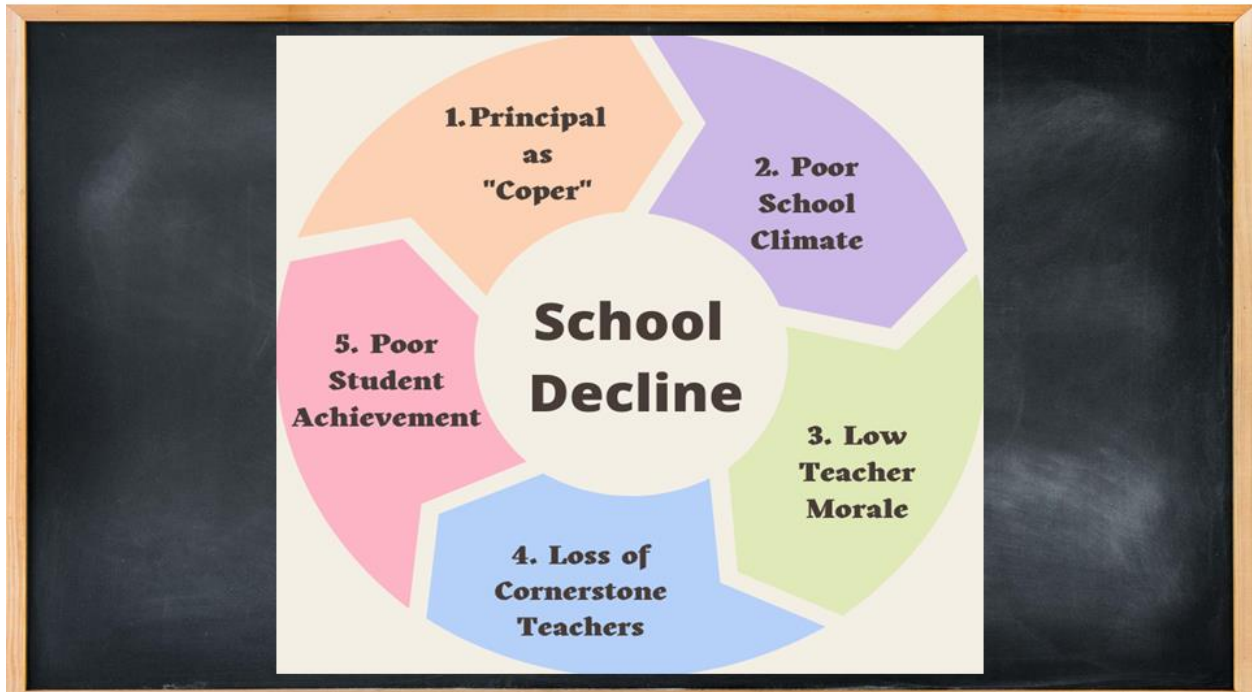 1. Principal
as
"Coper"
2. Poor
School
Climate
3. Low
Teacher
Morale
4. Loss of
Cornerstone
Teachers
5. Poor
Student
Achievement
School
Decline